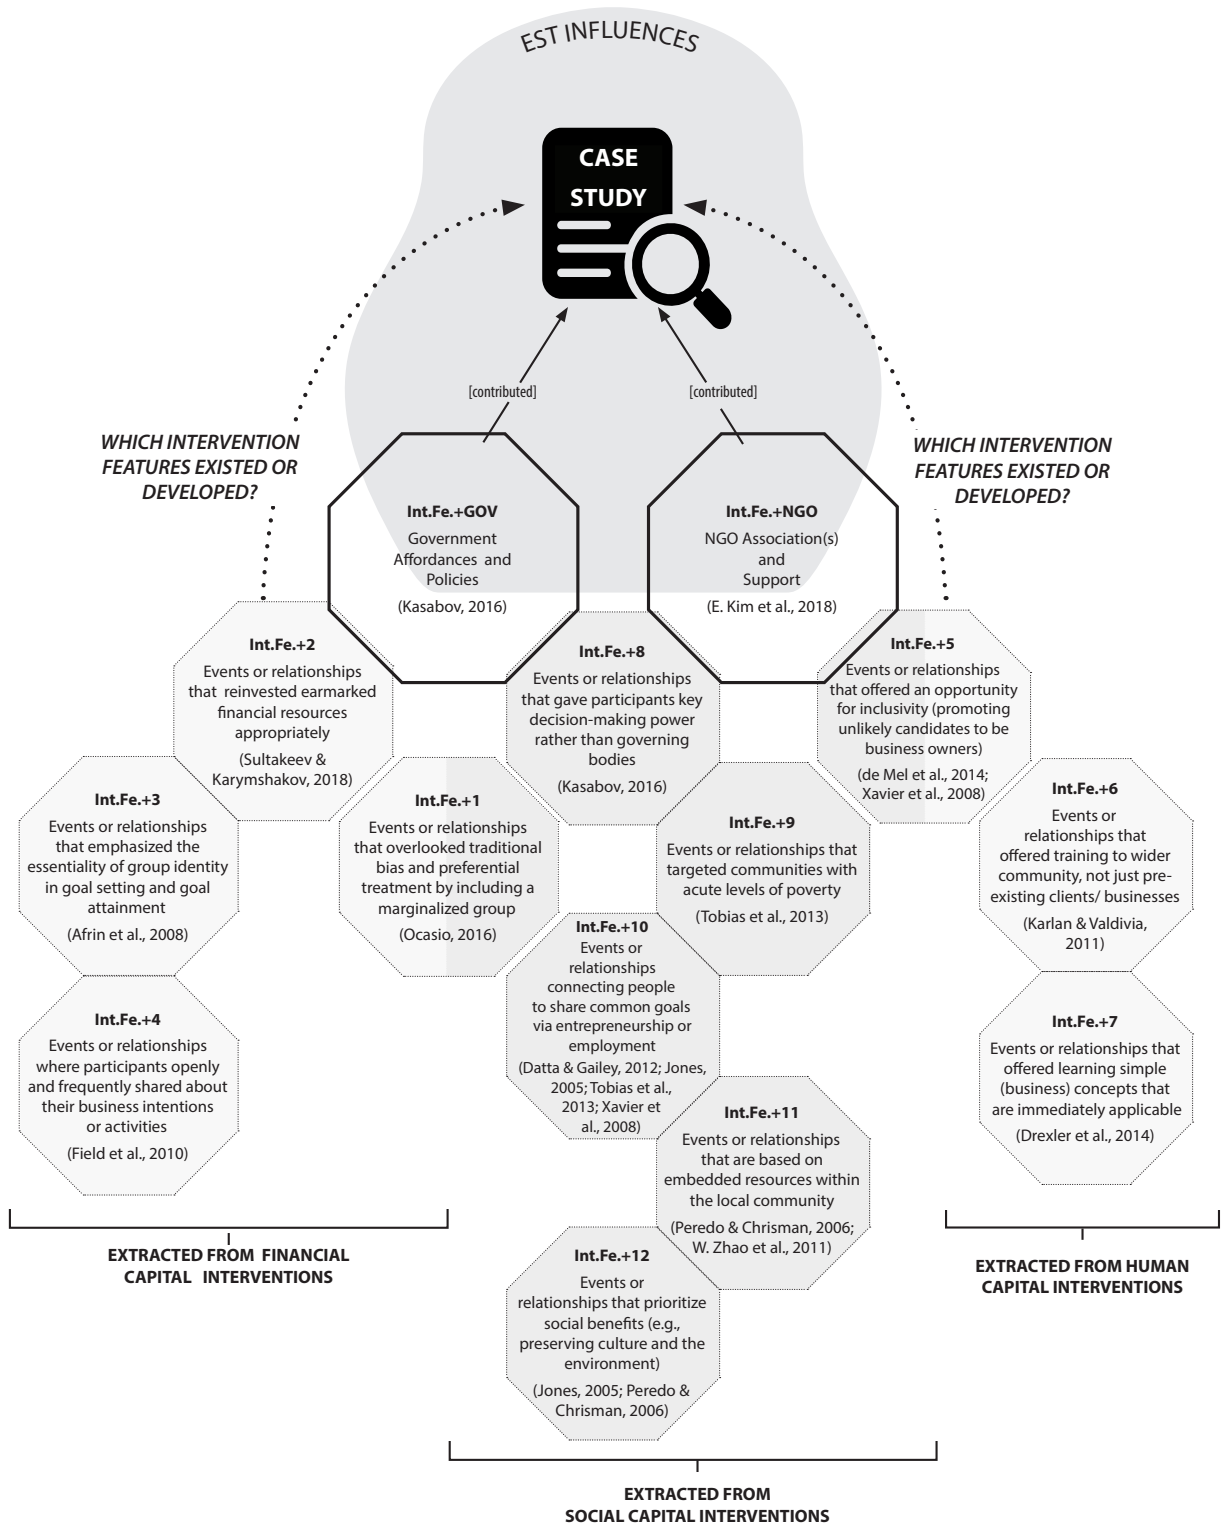 EST INFLUENCES
CASE
STUDY
[contributed]
[contributed]
WHICH INTERVENTION
FEATURES EXISTED OR
DEVELOPED?
WHICH INTERVENTION
FEATURES EXISTED OR
DEVELOPED?
Int.Fe.+GOV
Government
Affordances and
Policies
(Kasabov, 2016)
Int.Fe.+NGO
NGO Association(s)
and
Support
(E. Kim et al., 2018)
Int.Fe.+2
Events or relationships
that reinvested earmarked
financial resources
appropriately
(Sultakeev &
Karymshakov, 2018)
Int.Fe.+8
Events or relationships
that gave participants key
decision-making power
rather than governing
bodies
(Kasabov, 2016)
Int.Fe.+5
Events or relationships
that offered an opportunity
for inclusivity (promoting
unlikely candidates to be
business owners)
(de Mel et al., 2014;
Xavier et al., 2008)
Int.Fe.+3
Events or relationships
that emphasized the
essentiality of group identity
in goal setting and goal
attainment
(Afrin et al., 2008)
Int.Fe.+1
Events or relationships
that overlooked traditional
bias and preferential
treatment by including a
marginalized group
(Ocasio, 2016)
Int.Fe.+9
Events or relationships that
targeted communities with
acute levels of poverty
(Tobias et al., 2013)
Int.Fe.+6
Events or
relationships that
offered training to wider
community, not just pre-
existing clients/ businesses
(Karlan & Valdivia,
2011)
Int.Fe.+10
Events or
relationships
connecting people
to share common goals
via entrepreneurship or
employment
(Datta & Gailey, 2012; Jones,
2005; Tobias et al.,
2013; Xavier et
al., 2008)
Int.Fe.+4
Events or relationships
where participants openly
and frequently shared about
their business intentions
or activities
(Field et al., 2010)
Int.Fe.+7
Events or relationships that
offered learning simple
(business) concepts that
are immediately applicable
(Drexler et al., 2014)
Int.Fe.+11
Events or relationships
that are based on
embedded resources within
the local community
(Peredo & Chrisman, 2006;
W. Zhao et al., 2011)
Int.Fe.+12
Events or
relationships that prioritize
social benefits (e.g.,
preserving culture and the
environment)
(Jones, 2005; Peredo &
Chrisman, 2006)
EXTRACTED FROM FINANCIAL
CAPITAL INTERVENTIONS
EXTRACTED FROM HUMAN
CAPITAL INTERVENTIONS
EXTRACTED FROM
SOCIAL CAPITAL INTERVENTIONS